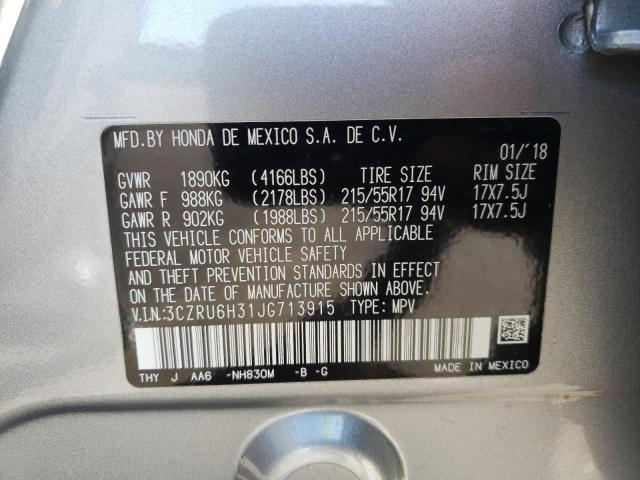 MFD.BY HONDA DE MEXICO S.A. DE C.V.
01/'18
GVWR 1890KG (4166LBS) TIRE SIZE RIM SIZE
GAWR F 988KG (2178LBS) 215/55R17 94V 17X7.5J
GAWR R 902KG (1988LBS) 215/55R17 94V 17X7.5J
THIS VEHICLE CONFORMS TO ALL APPLICABLE
FEDERAL MOTOR VEHICLE SAFETY
AND THEFT PREVENTION STANDARDS IN EFFECT
ON THE DATE OF MANUFACTURE SHOWN ABOVE.
V.I.N:3CZRU6H31JG713915 TYPE: MPV
THY J AA6 -NH830M -B -G
MADE IN MEXICO